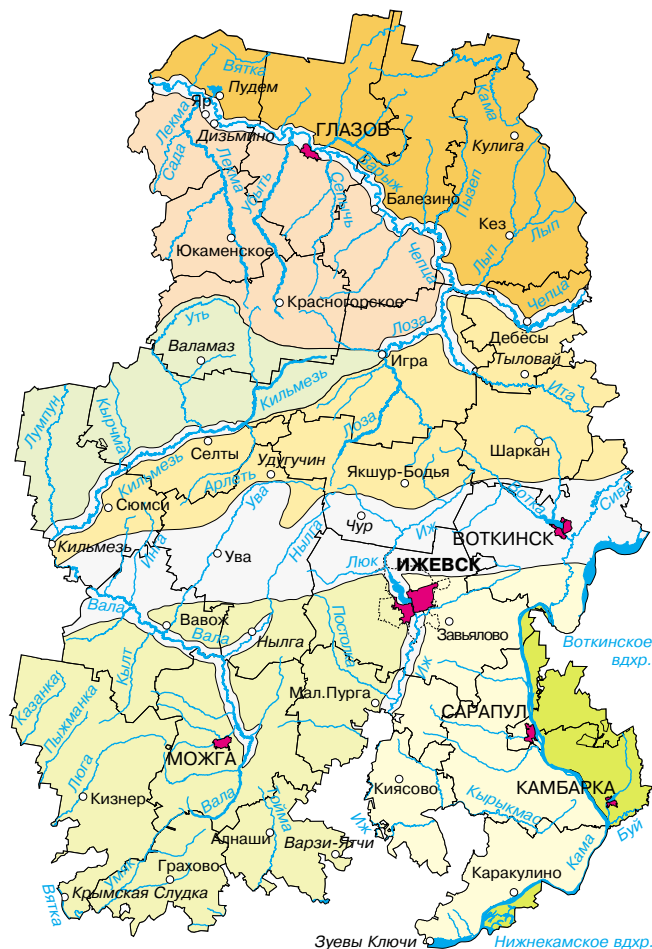 Вятка
Пудем
Яр
Кама
Лекма
Дизьмино
ГЛАЗОВ
Кулига
Сада
Лекма
Убыть
Сепыч
Варыж
Пызеп
Балезино
Кез
Лып
Юкаменское
Чепца
Лып
Красногорское
Чепца
Уть
Лоза
Дебёсы
Валамаз
Игра
Тыловай
Кильмезь
Ита
Лумпун
Кырчма
Лоза
Селты
Шаркан
Кильмезь
Удугучин
Якшур-Бодья
Арлеть
Сюмси
Ува
Вотка
Сива
Чур
Иж
Кильмезь
Инга
Ува
Нылга
ВОТКИНСК
Люк
ИЖЕВСК
Вала
Вавож
Постолка
Вала
Нылга
Завьялово
Воткинское
вдхр.
Кылт
Иж
Казанка
Пыжманка
Мал.Пурга
САРАПУЛ
МОЖГА
Люга
Киясово
КАМБАРКА
Кизнер
Вала
Тойма
Кырыкмас
Иж
Буй
Алнаши
Варзи-Ятчи
Кама
Умяк
Грахово
Каракулино
Вятка
Крымская Слудка
Зуевы Ключи
Нижнекамское вдхр.